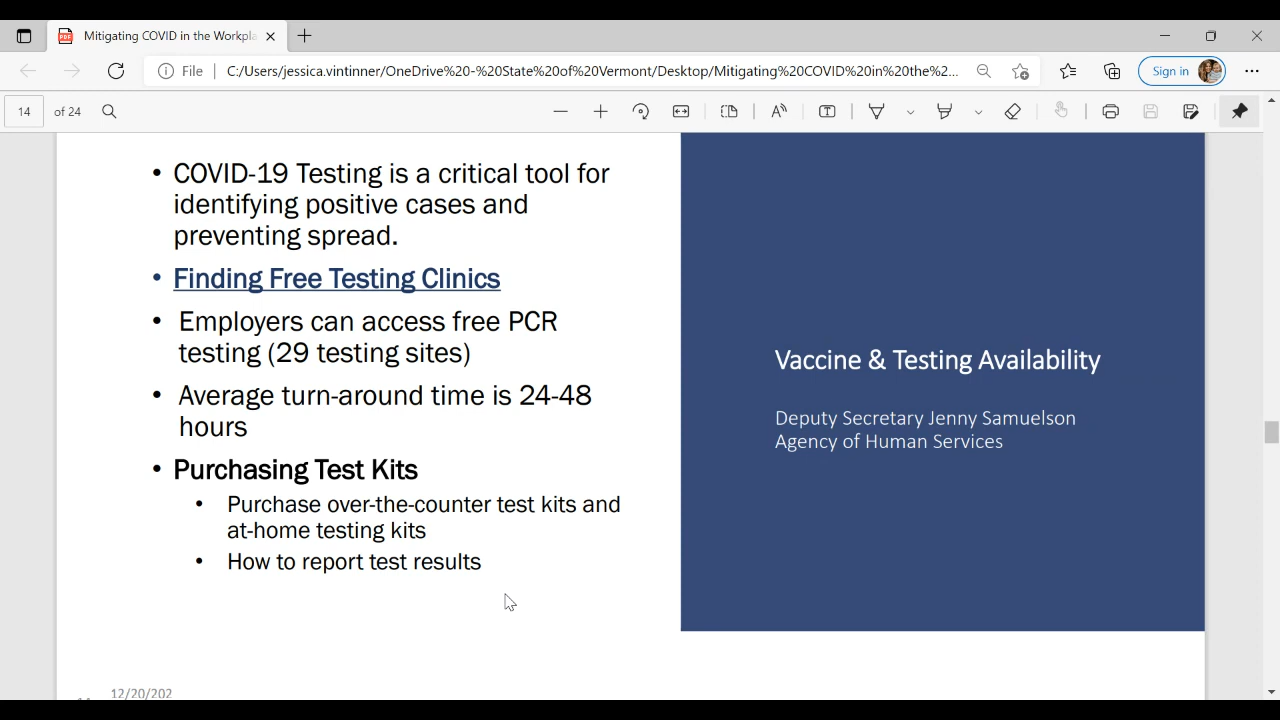 Mitigating COVID in the Workpla
File
C:/Users/jessica.vintinner/OneDrive%20-%20State%20of%20Vermont/Desktop/Mitigating%20COVID%20in%20the%2...
Sign in
14 of 24
• COVID-19 Testing is a critical tool for
identifying positive cases and
preventing spread.
• Finding Free Testing Clinics
• Employers can access free PCR
testing (29 testing sites)
• Average turn-around time is 24-48
hours
• Purchasing Test Kits
• Purchase over-the-counter test kits and
at-home testing kits
• How to report test results
Vaccine & Testing Availability
Deputy Secretary Jenny Samuelson
Agency of Human Services
12/20/202